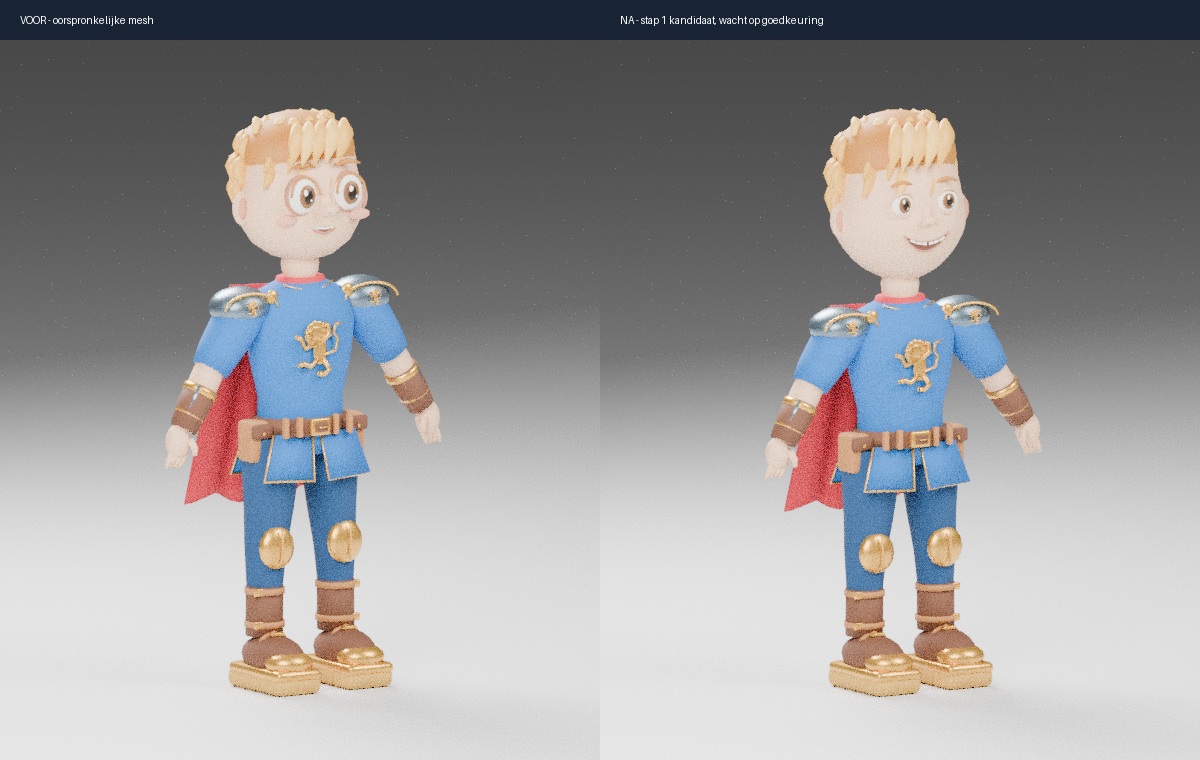 VOOR - oorspronkelijke mesh
NA - stap 1 kandidaat, wacht op goedkeuring